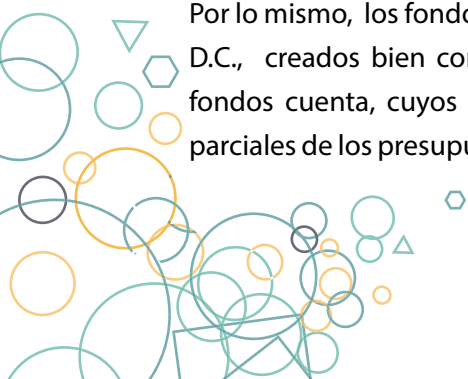 Por lo mismo, los fondo
D.C., creados bien con
fondos cuenta, cuyos
parciales de los presupu